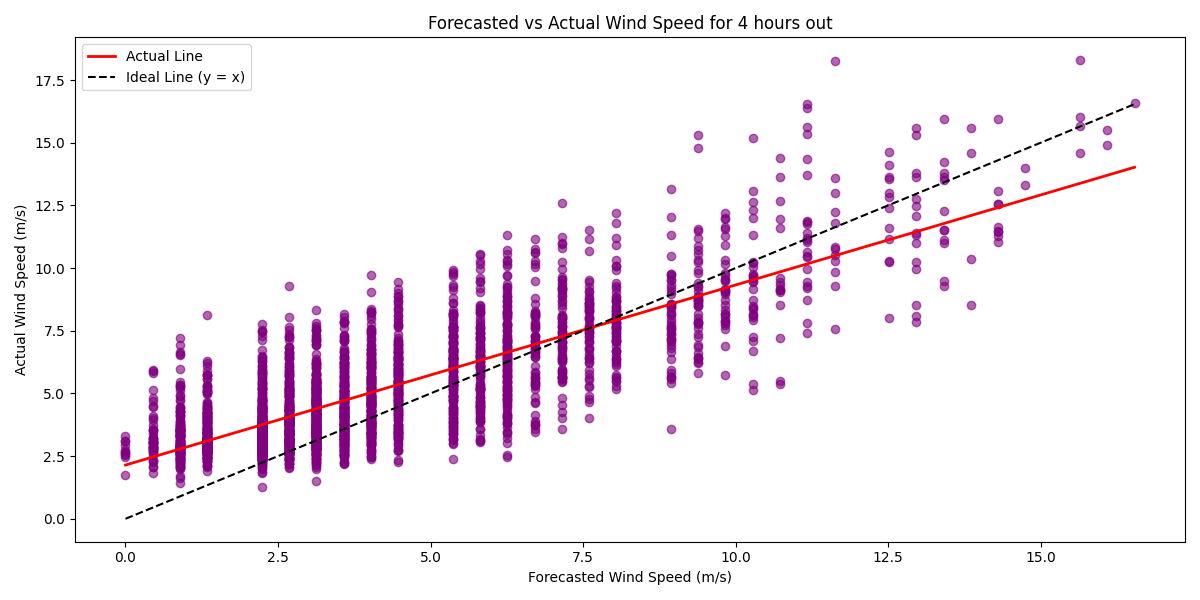 Forecasted vs Actual Wind Speed for 4 hours out
Actual Line
Ideal Line (y = x)
Actual Wind Speed (m/s)
17.5
15.0
12.5
10.0
7.5
5.0
2.5
0.0
0.0 2.5 5.0 7.5 10.0 12.5 15.0
Forecasted Wind Speed (m/s)